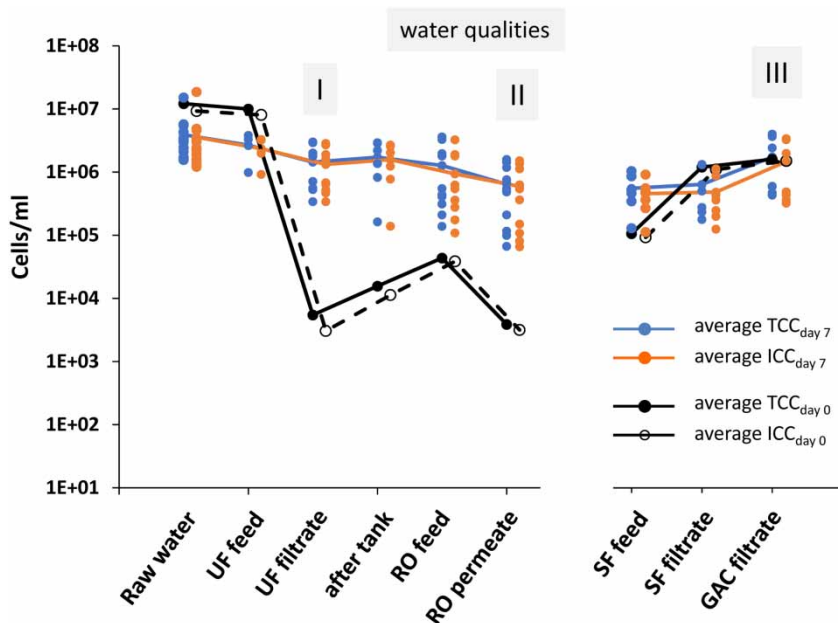 water qualities
I
II
III
1E+08
1E+07
1E+06
1E+05
1E+04
1E+03
1E+02
1E+01
Cells/ml
average TCCday 7
average ICCday 7
average TCCday 0
average ICCday 0
Raw water
UF feed
UF filtrate
after tank
RO feed
RO permeate
SF feed
SF filtrate
GAC filtrate